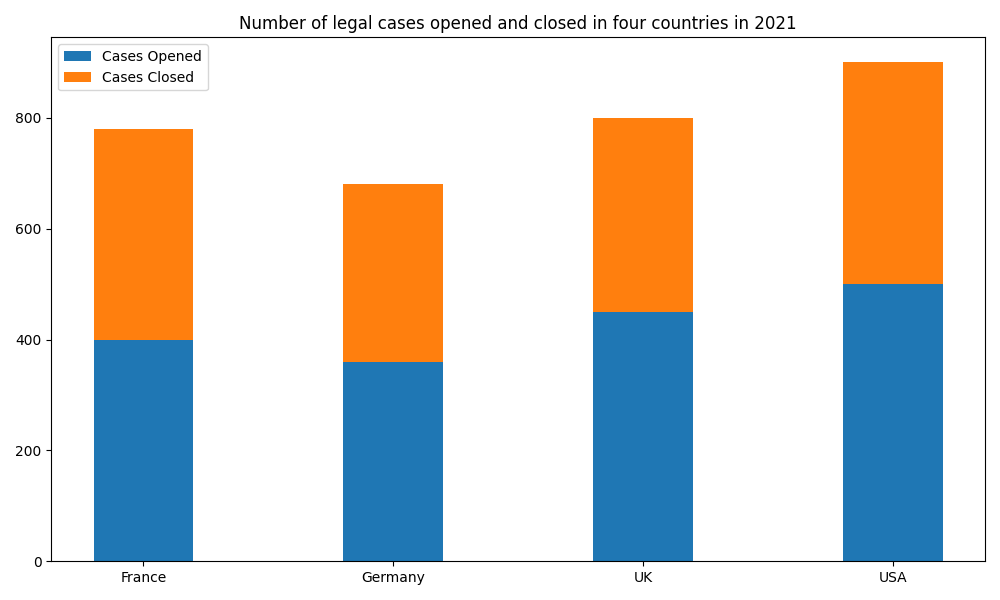 Number of legal cases opened and closed in four countries in 2021
Cases Opened
Cases Closed
800
600
400
200
0
France
Germany
UK
USA